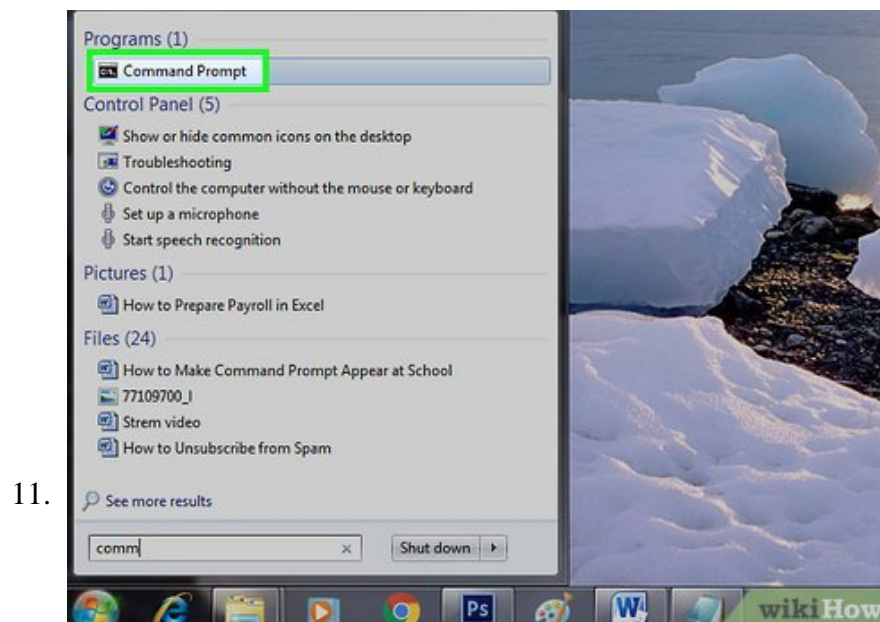 Programs (1)
Command Prompt
Control Panel (5)
Show or hide common icons on the desktop
Troubleshooting
Control the computer without the mouse or keyboard
Set up a microphone
Start speech recognition
Pictures (1)
How to Prepare Payroll in Excel
Files (24)
How to Make Command Prompt Appear at School
77109700_l
Strem video
How to Unsubscribe from Spam
11.
See more results
comm
Shut down
Ps
W
wikiHow